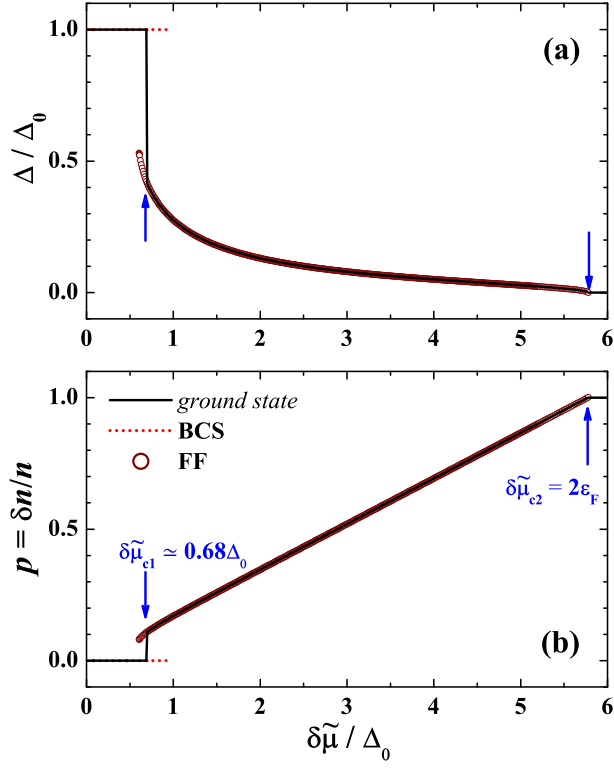 1.0
0.5
0.0
Δ / Δ₀
(a)
0 1 2 3 4 5 6
1.0
0.5
0.0
p = δn/n
ground state
BCS
FF
δμ̃c1 ≃ 0.68Δ₀
δμ̃c2 = 2εF
(b)
0 1 2 3 4 5 6
δμ̃ / Δ₀